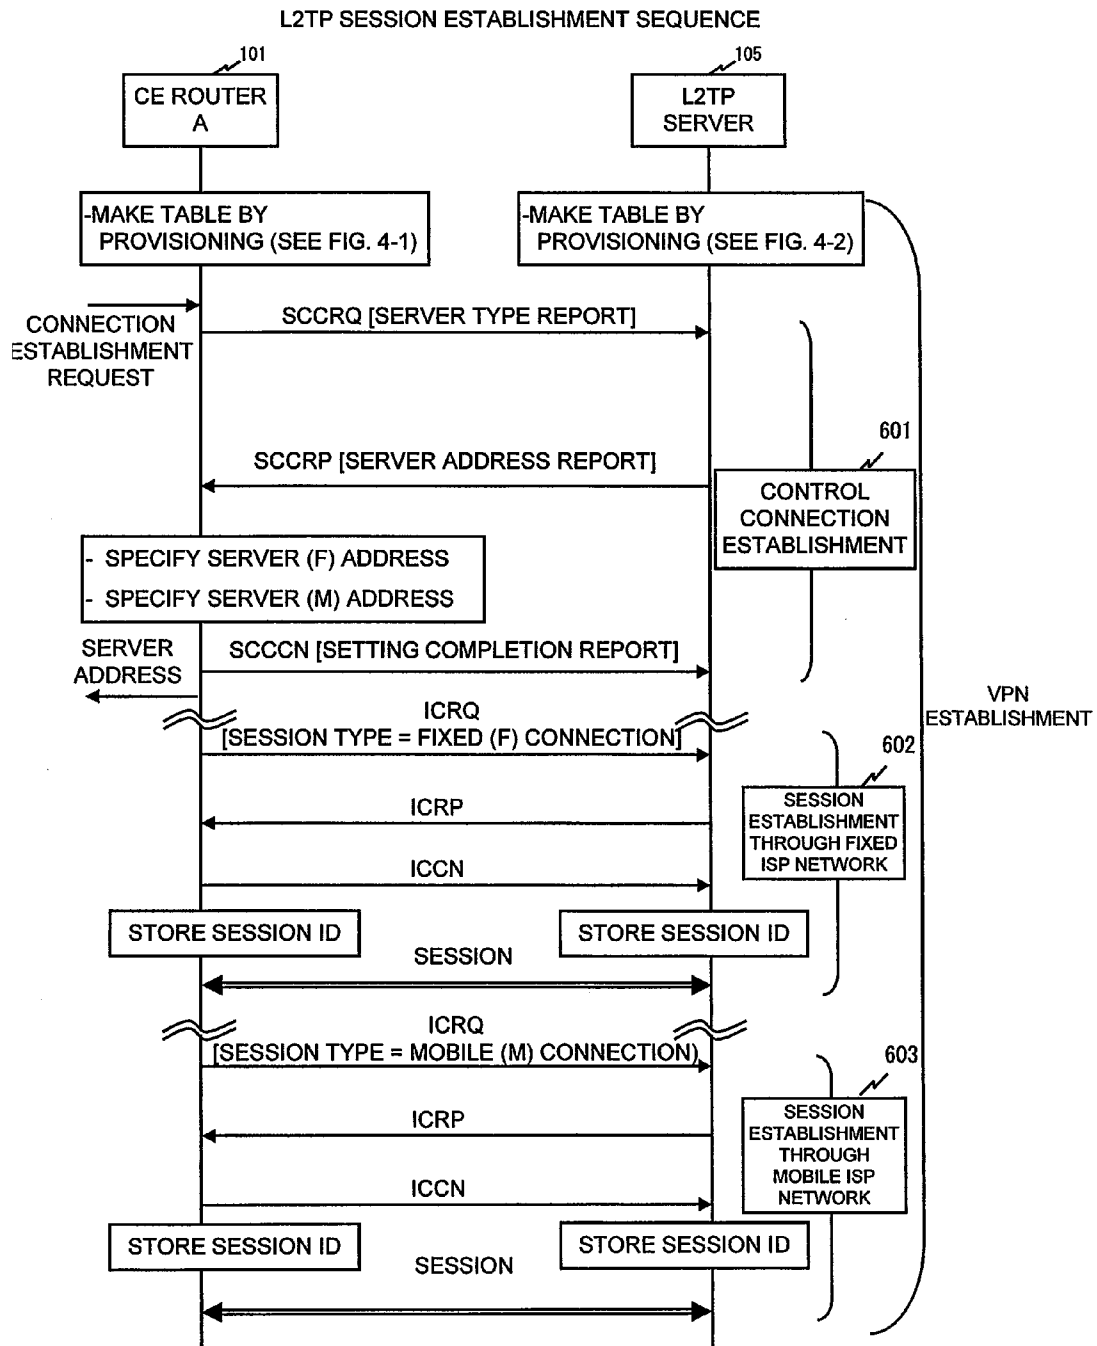 L2TP SESSION ESTABLISHMENT SEQUENCE
101
105
CE ROUTER
A
L2TP
SERVER
-MAKE TABLE BY
PROVISIONING (SEE FIG. 4-1)
-MAKE TABLE BY
PROVISIONING (SEE FIG. 4-2)
CONNECTION
ESTABLISHMENT
REQUEST
SCCRQ [SERVER TYPE REPORT]
601
SCCRP [SERVER ADDRESS REPORT]
CONTROL
CONNECTION
ESTABLISHMENT
- SPECIFY SERVER (F) ADDRESS
- SPECIFY SERVER (M) ADDRESS
SERVER
ADDRESS
SCCCN [SETTING COMPLETION REPORT]
VPN
ESTABLISHMENT
ICRQ
[SESSION TYPE = FIXED (F) CONNECTION]
602
SESSION
ESTABLISHMENT
THROUGH FIXED
ISP NETWORK
ICRP
ICCN
STORE SESSION ID
STORE SESSION ID
SESSION
ICRQ
[SESSION TYPE = MOBILE (M) CONNECTION)
603
SESSION
ESTABLISHMENT
THROUGH
MOBILE ISP
NETWORK
ICRP
ICCN
STORE SESSION ID
STORE SESSION ID
SESSION